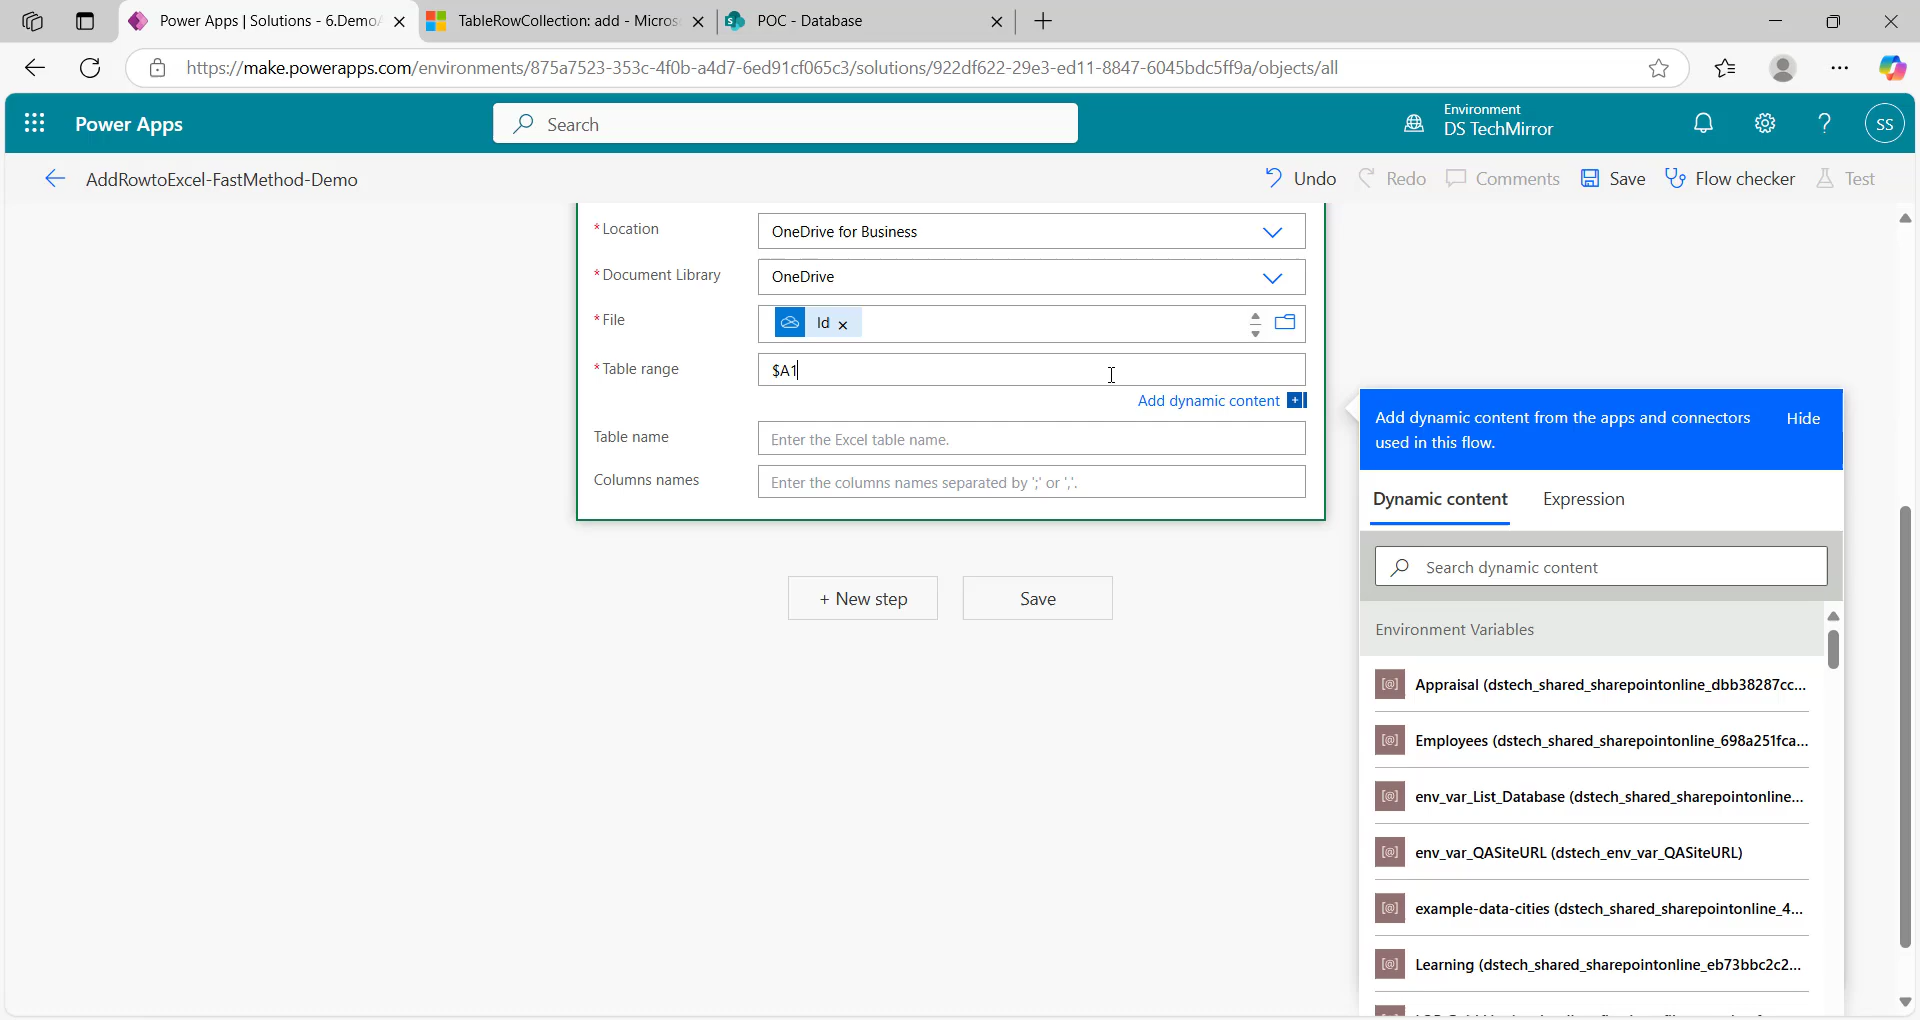 Power Apps | Solutions - 6.Demo
TableRowCollection: add - Micros
POC - Database
https://make.powerapps.com/environments/875a7523-353c-4f0b-a4d7-6ed91cf065c3/solutions/922df622-29e3-ed11-8847-6045bdc5ff9a/objects/all
Power Apps
Search
Environment
DS TechMirror
SS
AddRowtoExcel-FastMethod-Demo
Undo
Redo
Comments
Save
Flow checker
Test
* Location
OneDrive for Business
* Document Library
OneDrive
* File
Id
* Table range
$A1
Add dynamic content
Table name
Enter the Excel table name.
Columns names
Enter the columns names separated by ';' or ','.
+ New step
Save
Add dynamic content from the apps and connectors
used in this flow.
Hide
Dynamic content
Expression
Search dynamic content
Environment Variables
Appraisal (dstech_shared_sharepointonline_dbb38287cc...
Employees (dstech_shared_sharepointonline_698a251fca...
env_var_List_Database (dstech_shared_sharepointonline...
env_var_QASiteURL (dstech_env_var_QASiteURL)
example-data-cities (dstech_shared_sharepointonline_4...
Learning (dstech_shared_sharepointonline_eb73bbc2c2...